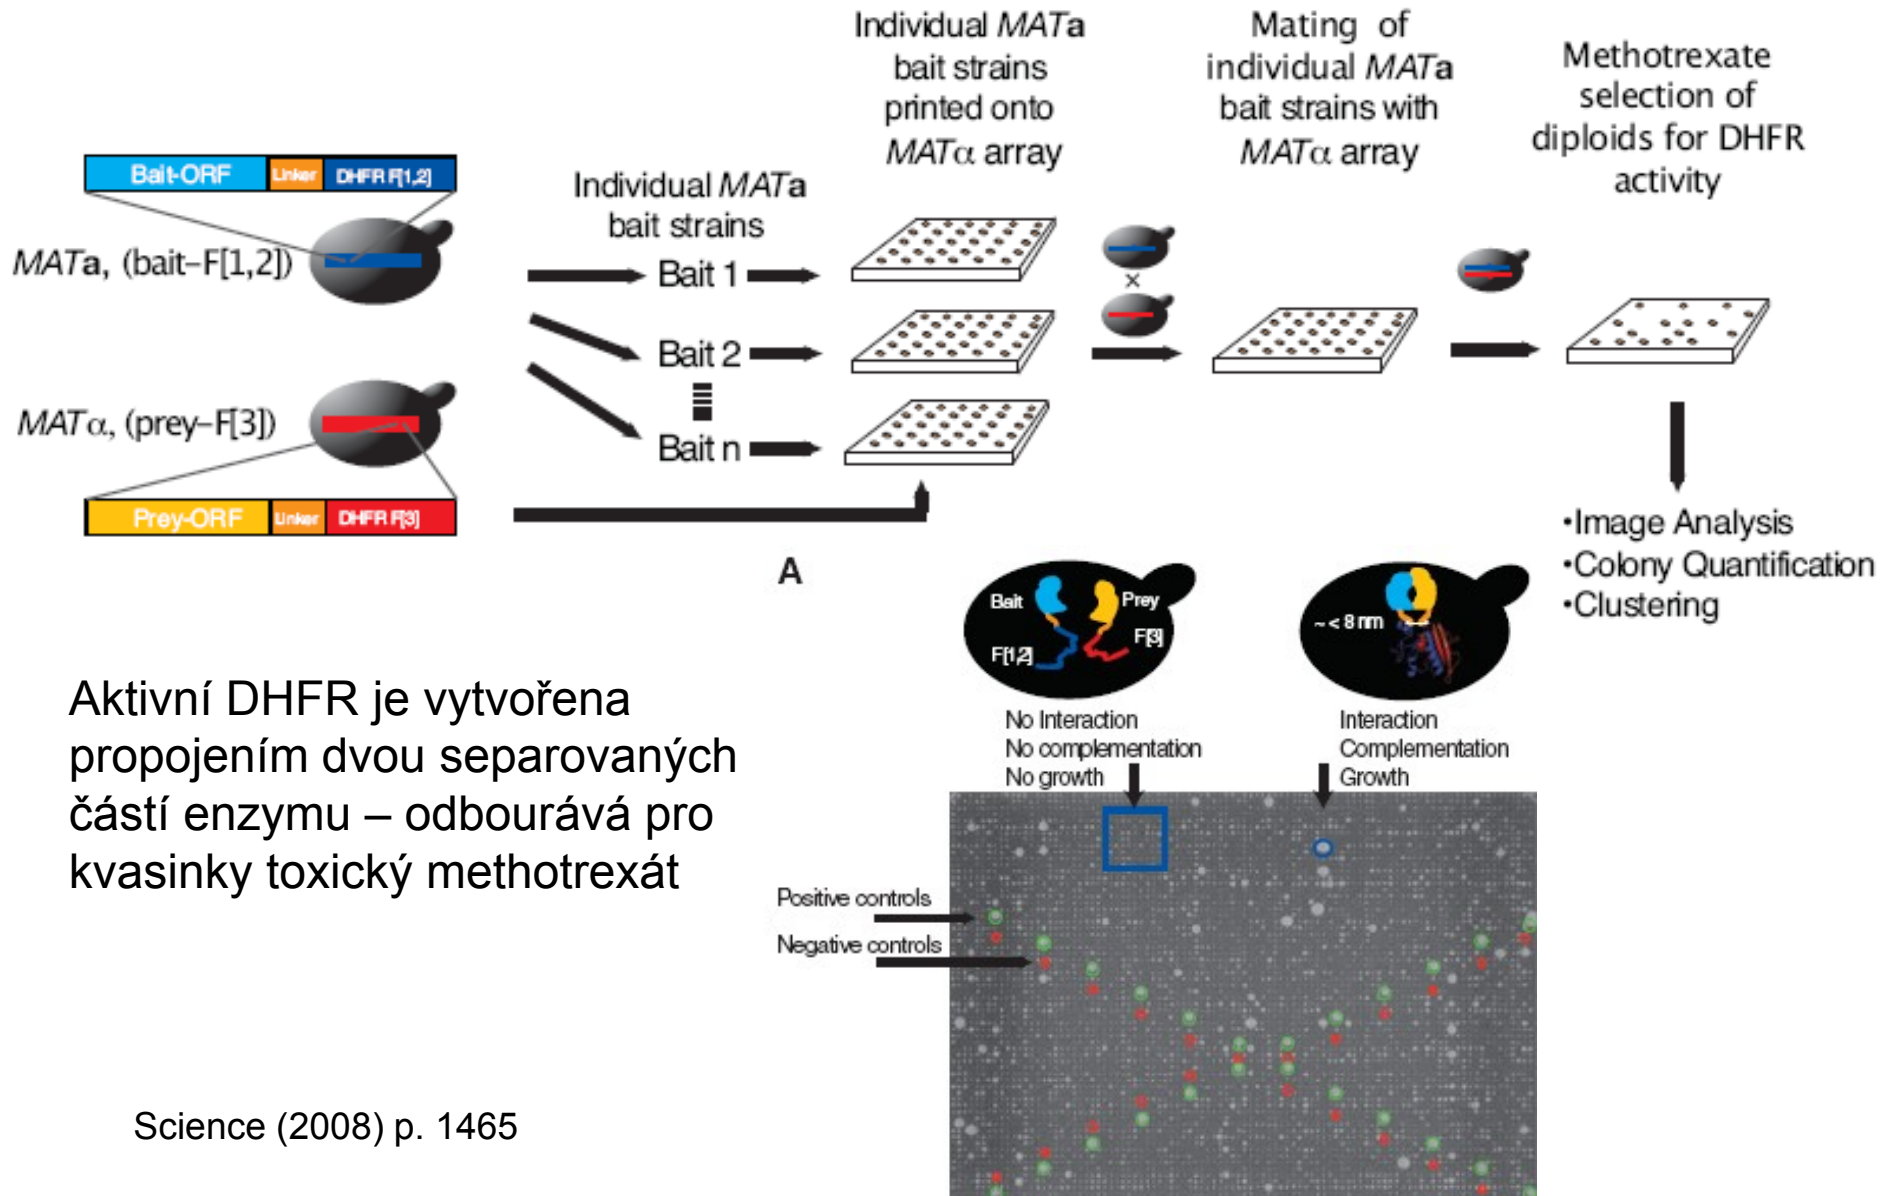 Individual MATa
bait strains
printed onto
MATα array
Mating of
individual MATa
bait strains with
MATα array
Methotrexate
selection of
diploids for DHFR
activity
Bait-ORF Linker DHFR F[1,2]
Individual MATa
bait strains
MATa, (bait–F[1,2])
Bait 1
×
Bait 2
MATα, (prey–F[3])
Bait n
Prey-ORF Linker DHFR F[3]
•Image Analysis
•Colony Quantification
•Clustering
A
Bait Prey
F[1,2] F[3]
~ < 8 nm
No Interaction
No complementation
No growth
Interaction
Complementation
Growth
Aktivní DHFR je vytvořena
propojením dvou separovaných
částí enzymu – odbourává pro
kvasinky toxický methotrexát
Positive controls
Negative controls
Science (2008) p. 1465